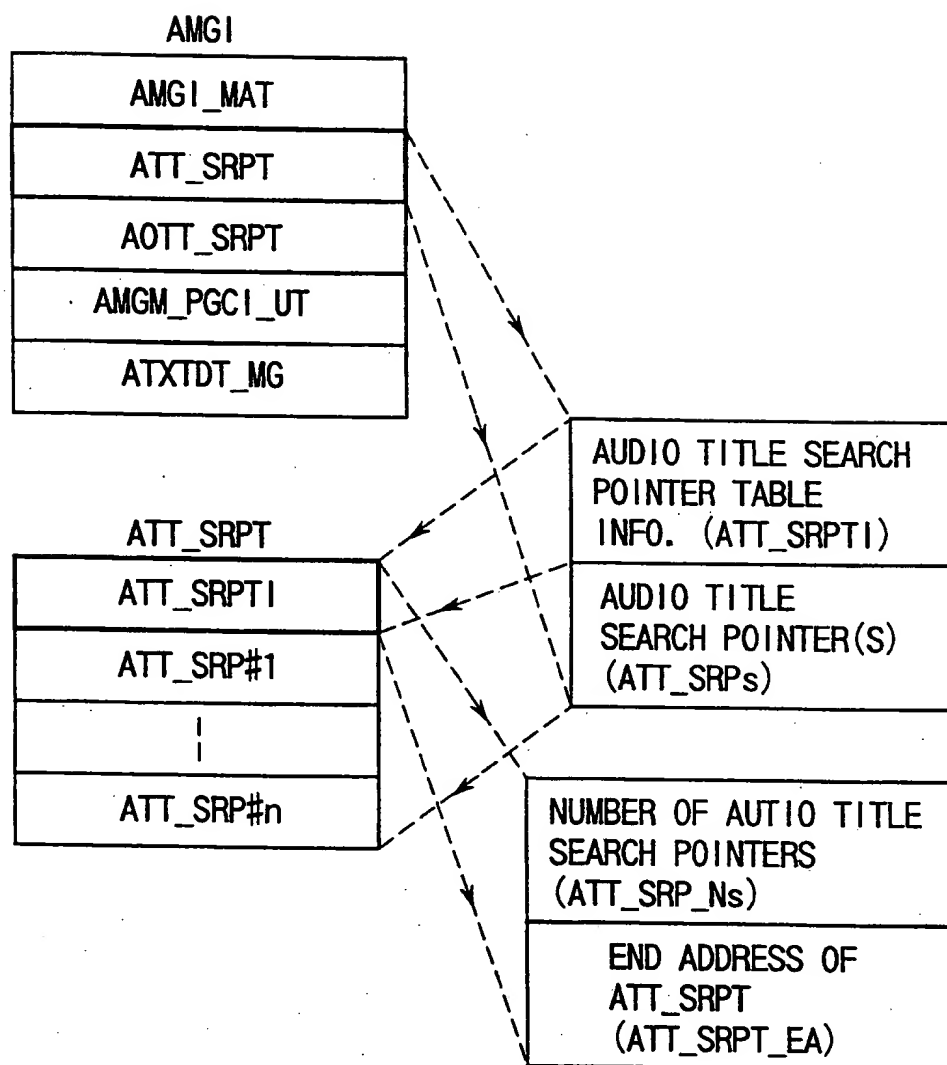 AMGI
AMGI_MAT
ATT_SRPT
AOTT_SRPT
AMGM_PGCI_UT
ATXTDT_MG
AUDIO TITLE SEARCH
POINTER TABLE
INFO. (ATT_SRPTI)
AUDIO TITLE
SEARCH POINTER(S)
(ATT_SRPs)
ATT_SRPT
ATT_SRPTI
ATT_SRP#1
ATT_SRP#n
NUMBER OF AUTIO TITLE
SEARCH POINTERS
(ATT_SRP_Ns)
END ADDRESS OF
ATT_SRPT
(ATT_SRPT_EA)